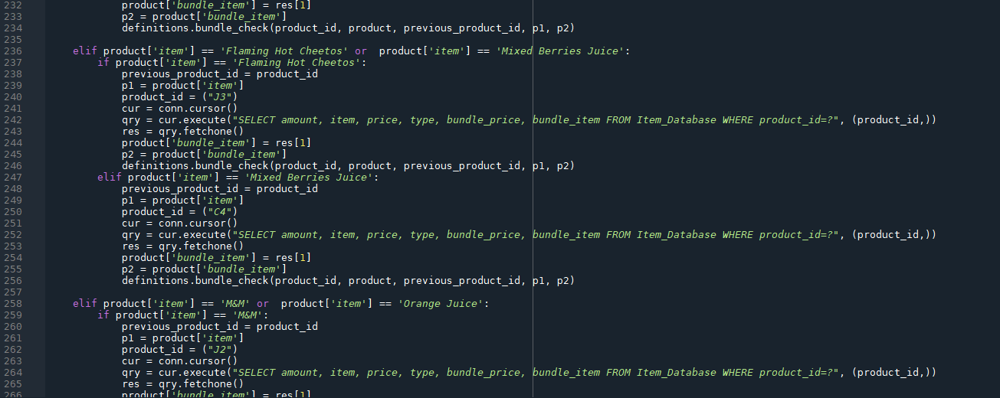 232 product['bundle_item'] = res[1]
233 p2 = product['bundle_item']
234 definitions.bundle_check(product_id, product, previous_product_id, p1, p2)
235
236 elif product['item'] == 'Flaming Hot Cheetos' or  product['item'] == 'Mixed Berries Juice':
237 if product['item'] == 'Flaming Hot Cheetos':
238 previous_product_id = product_id
239 p1 = product['item']
240 product_id = ("J3")
241 cur = conn.cursor()
242 qry = cur.execute("SELECT amount, item, price, type, bundle_price, bundle_item FROM Item_Database WHERE product_id=?", (product_id,))
243 res = qry.fetchone()
244 product['bundle_item'] = res[1]
245 p2 = product['bundle_item']
246 definitions.bundle_check(product_id, product, previous_product_id, p1, p2)
247 elif product['item'] == 'Mixed Berries Juice':
248 previous_product_id = product_id
249 p1 = product['item']
250 product_id = ("C4")
251 cur = conn.cursor()
252 qry = cur.execute("SELECT amount, item, price, type, bundle_price, bundle_item FROM Item_Database WHERE product_id=?", (product_id,))
253 res = qry.fetchone()
254 product['bundle_item'] = res[1]
255 p2 = product['bundle_item']
256 definitions.bundle_check(product_id, product, previous_product_id, p1, p2)
257
258 elif product['item'] == 'M&M' or  product['item'] == 'Orange Juice':
259 if product['item'] == 'M&M':
260 previous_product_id = product_id
261 p1 = product['item']
262 product_id = ("J2")
263 cur = conn.cursor()
264 qry = cur.execute("SELECT amount, item, price, type, bundle_price, bundle_item FROM Item_Database WHERE product_id=?", (product_id,))
265 res = qry.fetchone()
266 product['bundle_item'] = res[1]